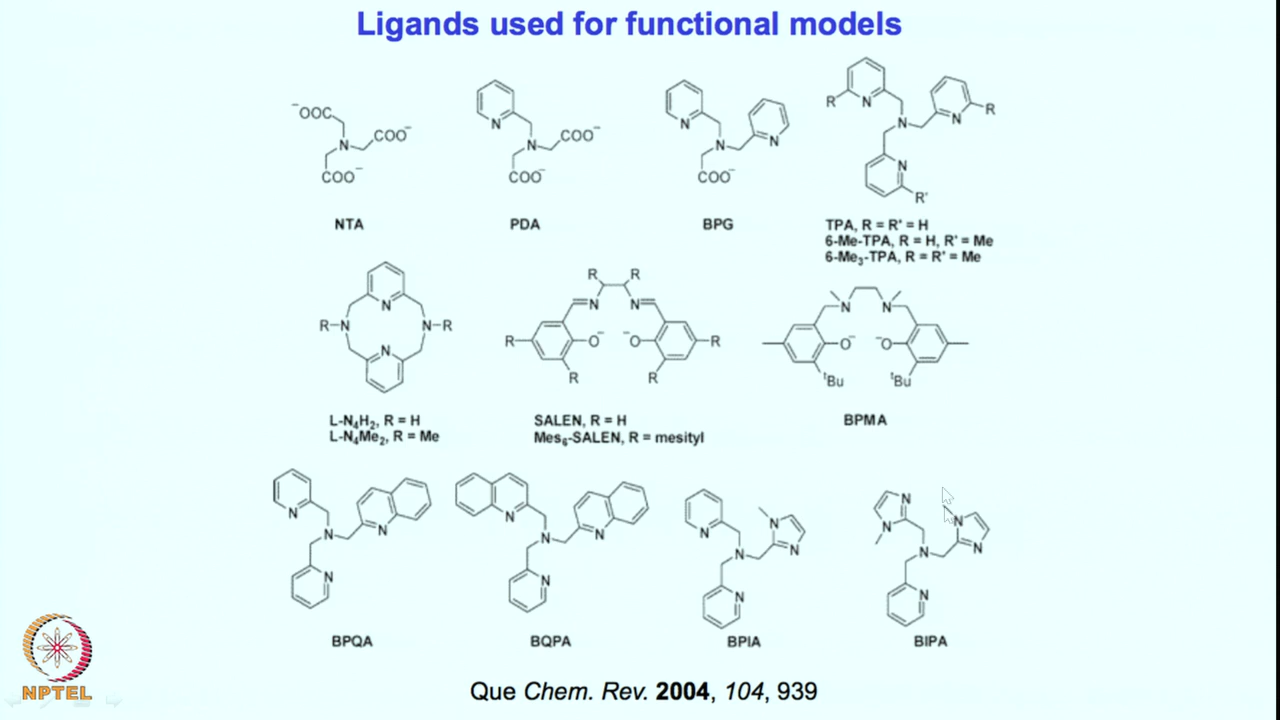 Ligands used for functional models
⁻OOC N COO⁻ COO⁻
N N COO⁻ COO⁻
N N N COO⁻
R N N N R N R'
NTA
PDA
BPG
TPA, R = R' = H
6-Me-TPA, R = H, R' = Me
6-Me₃-TPA, R = R' = Me
R-N N N N-R
R R N N R O⁻ ⁻O R R R
N N O⁻ ⁻O ᵗBu ᵗBu
L-N₄H₂, R = H
L-N₄Me₂, R = Me
SALEN, R = H
Mes₆-SALEN, R = mesityl
BPMA
N N N N
N N N N
N N N N N
N N N N N N
BPQA
BQPA
BPIA
BIPA
NPTEL
Que Chem. Rev. 2004, 104, 939